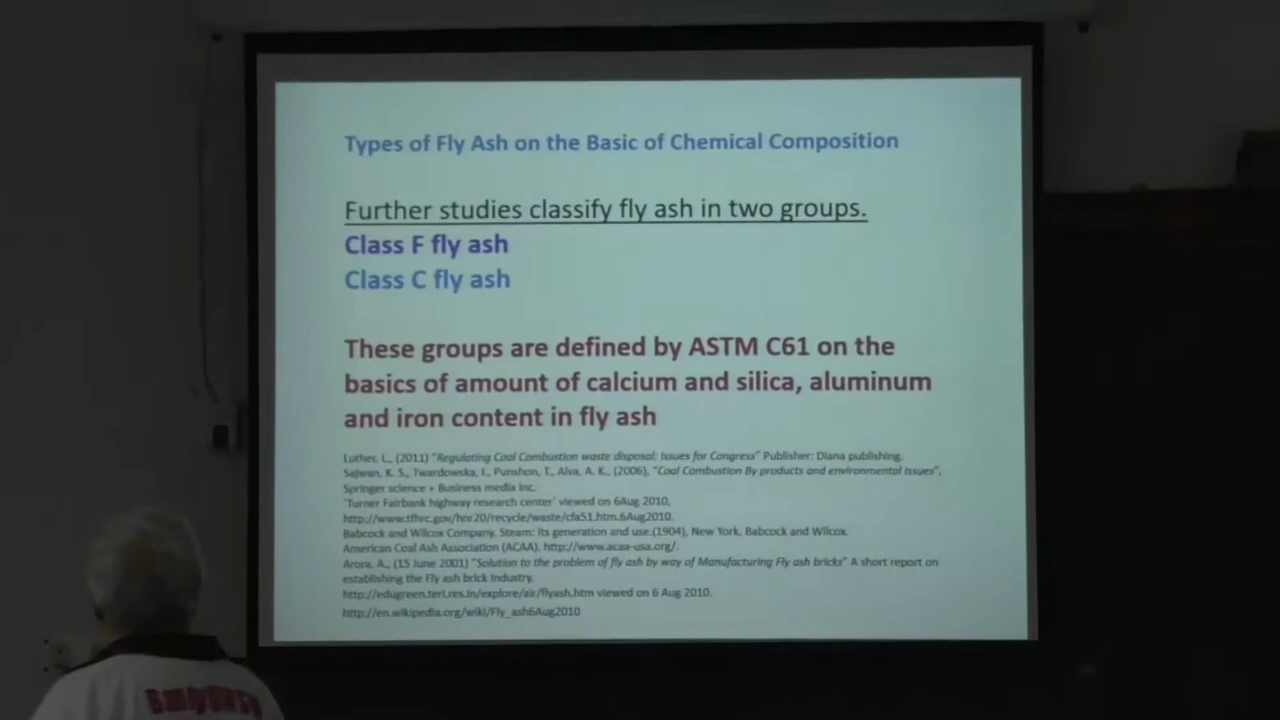 Types of Fly Ash on the Basic of Chemical Composition
Further studies classify fly ash in two groups.
Class F fly ash
Class C fly ash
These groups are defined by ASTM C61 on the
basics of amount of calcium and silica, aluminum
and iron content in fly ash
Luther, L., (2011) "Regulating Coal Combustion waste disposal: Issues for Congress" Publisher: Diana publishing.
Sajwan, K. S., Twardowska, I., Punshon, T., Alva, A. K., (2006), "Coal Combustion By products and environmental issues",
Springer science + Business media Inc.
'Turner Fairbank highway research center' viewed on 6Aug 2010,
http://www.tfhrc.gov/hnr20/recycle/waste/cfa51.htm.6Aug2010.
Babcock and Wilcox Company. Steam: its generation and use.(1904), New York, Babcock and Wilcox.
American Coal Ash Association (ACAA). http://www.acaa-usa.org/.
Arora, A., (15 June 2001) "Solution to the problem of fly ash by way of Manufacturing Fly ash bricks" A short report on
establishing the Fly ash brick Industry.
http://edugreen.teri.res.in/explore/air/flyash.htm viewed on 6 Aug 2010.
http://en.wikipedia.org/wiki/Fly_ash6Aug2010